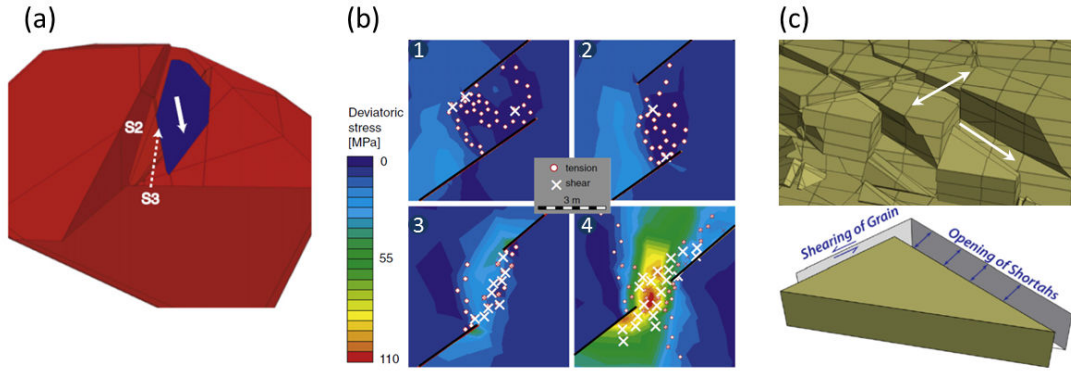 (a)
S2
S3
(b)
Deviatoric
stress
[MPa]
0
55
110
1
2
tension
shear
3 m
3
4
(c)
Shearing of Grain
Opening of Shortahs